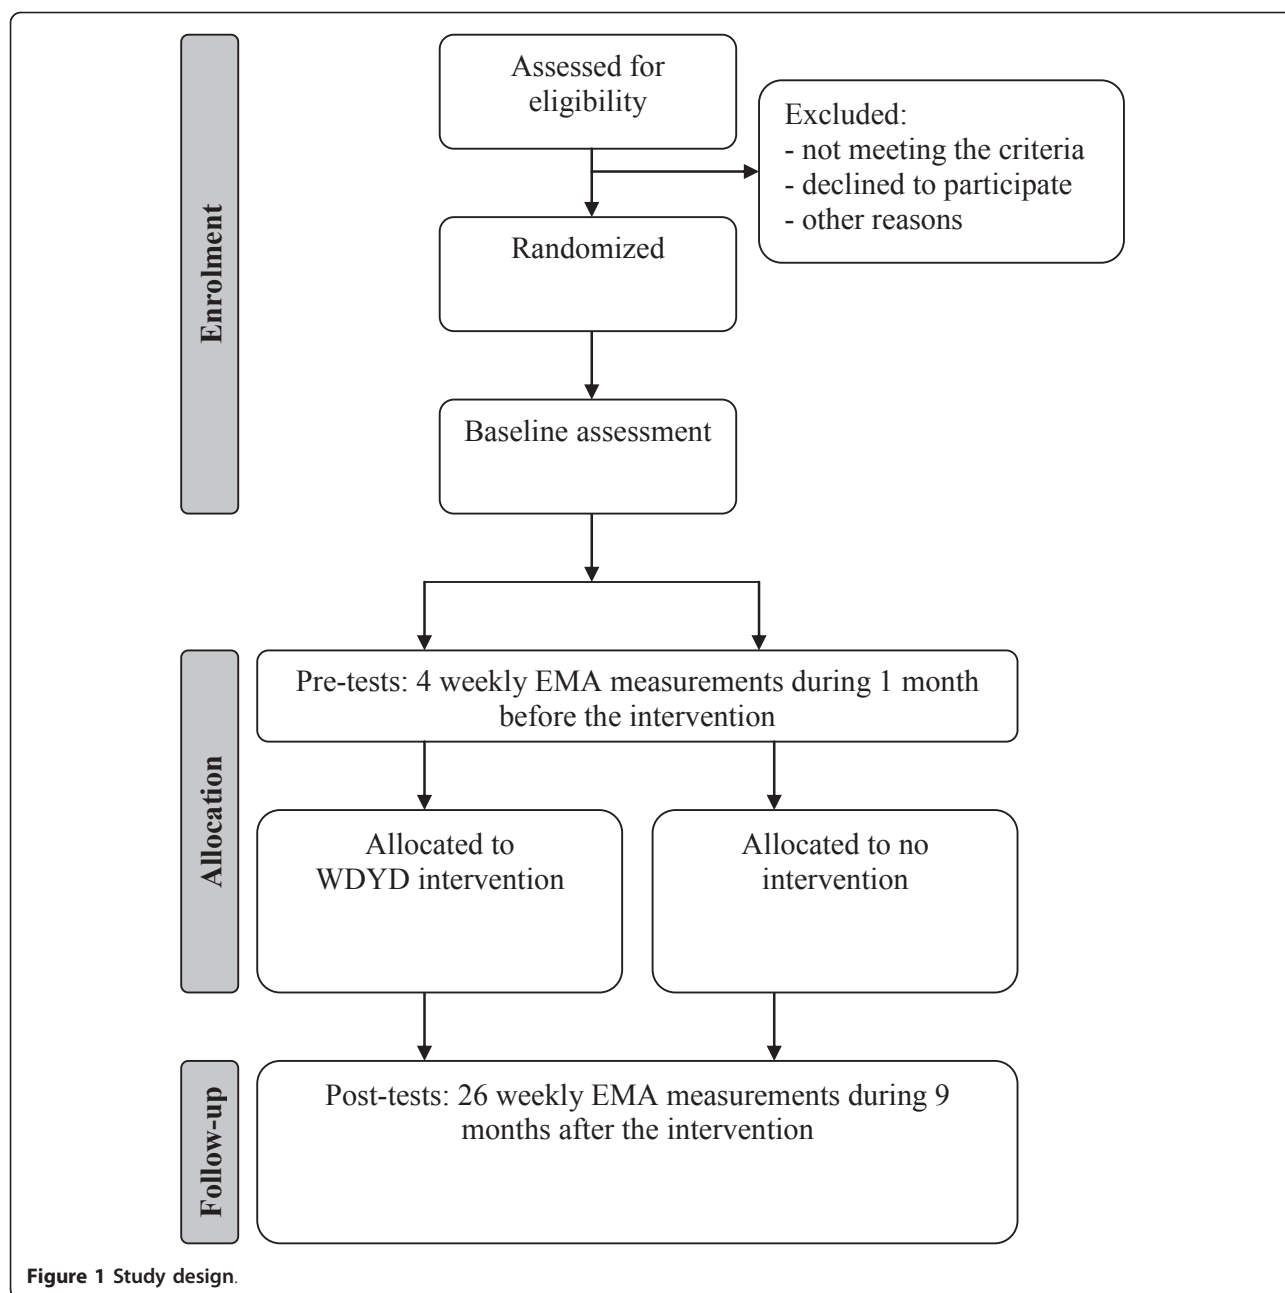 Enrolment
Assessed for
eligibility
Excluded:
- not meeting the criteria
- declined to participate
- other reasons
Randomized
Baseline assessment
Allocation
Pre-tests: 4 weekly EMA measurements during 1 month
before the intervention
Allocated to
WDYD intervention
Allocated to no
intervention
Follow-up
Post-tests: 26 weekly EMA measurements during 9
months after the intervention
Figure 1 Study design.